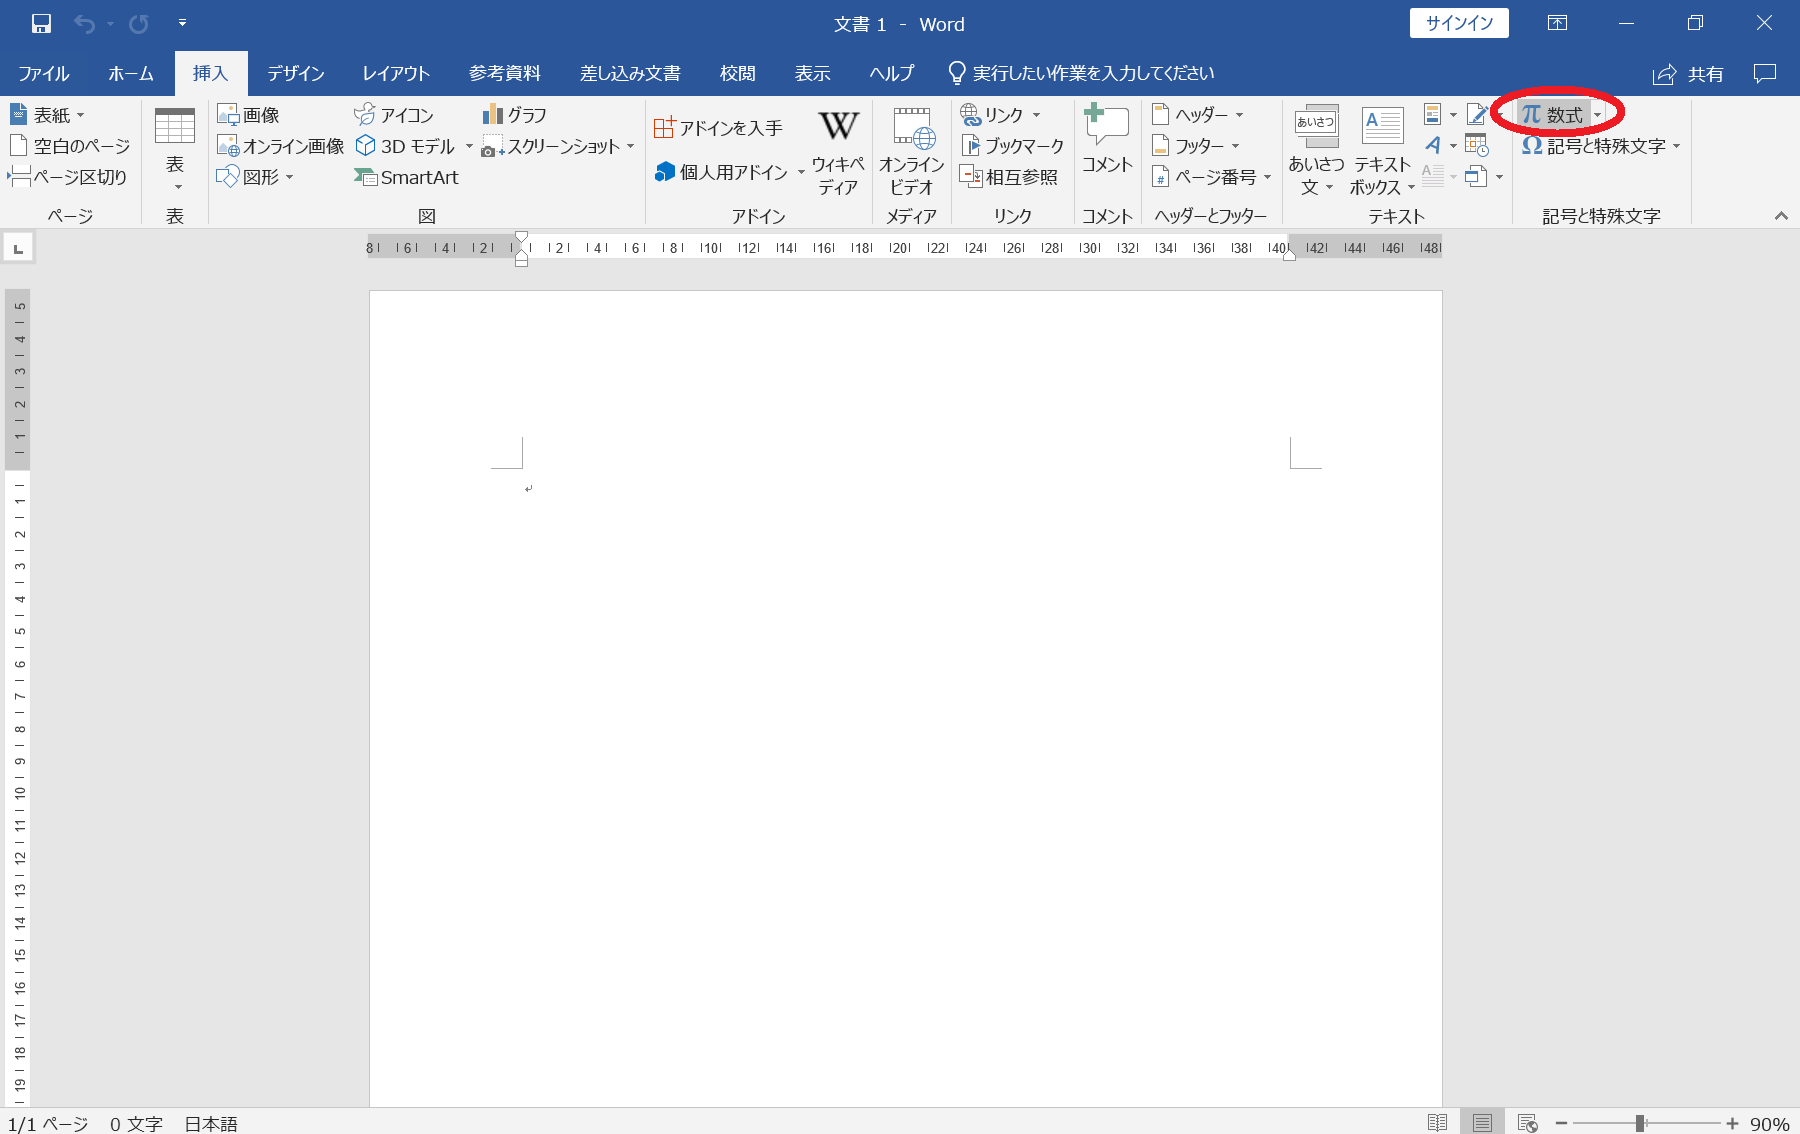 文書 1 - Word
サインイン
ファイル ホーム 挿入 デザイン レイアウト 参考資料 差し込み文書 校閲 表示 ヘルプ 実行したい作業を入力してください 共有
表紙
空白のページ
ページ区切り
ページ
表
表
画像
オンライン画像
図形
アイコン
3D モデル
SmartArt
グラフ
スクリーンショット
図
アドインを入手
個人用アドイン
W
ウィキペ
ディア
アドイン
オンライン
ビデオ
メディア
リンク
ブックマーク
相互参照
リンク
コメント
コメント
ヘッダー
フッター
ページ番号
#
ヘッダーとフッター
あいさつ
あいさつ
文
A
テキスト
ボックス
A
A
テキスト
π 数式
Ω 記号と特殊文字
記号と特殊文字
L
8 6 4 2 2 4 6 8 10 12 14 16 18 20 22 24 26 28 30 32 34 36 38 40 42 44 46 48
5
4
3
2
1
1
2
3
4
5
6
7
8
9
10
11
12
13
14
15
16
17
18
19
1/1 ページ 0 文字 日本語
90%